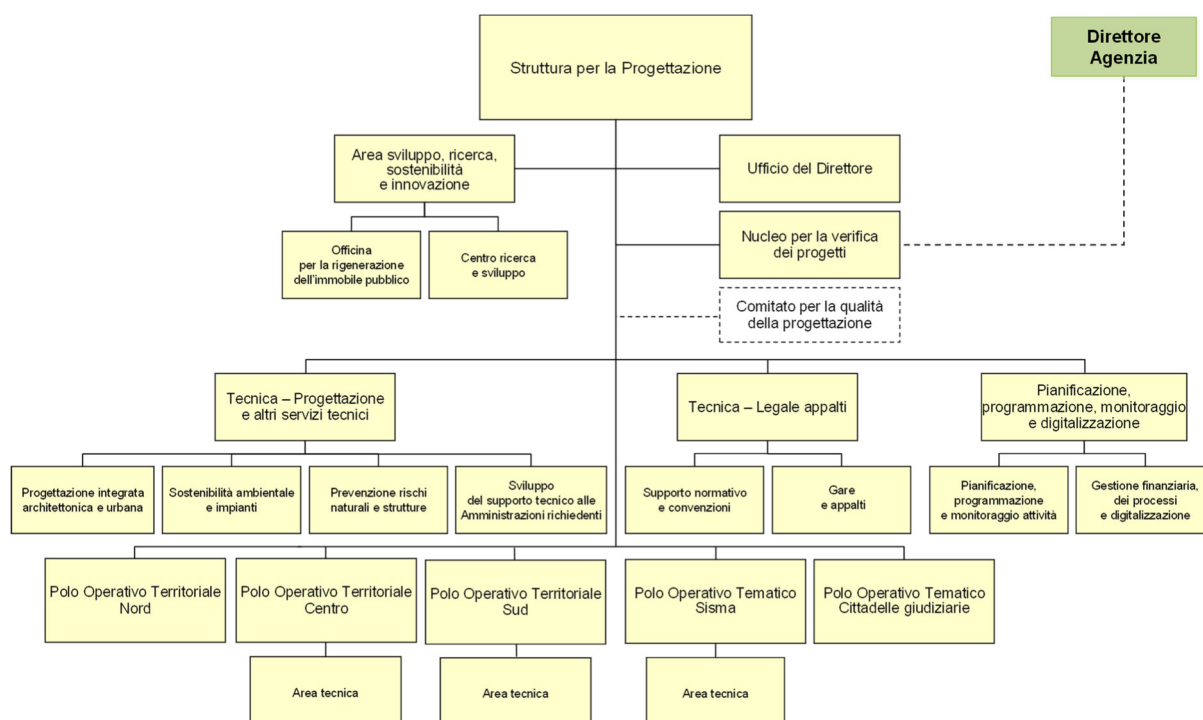 Struttura per la Progettazione
Direttore
Agenzia
Area sviluppo, ricerca,
sostenibilità
e innovazione
Ufficio del Direttore
Officina
per la rigenerazione
dell'immobile pubblico
Centro ricerca
e sviluppo
Nucleo per la verifica
dei progetti
Comitato per la qualità
della progettazione
Tecnica – Progettazione
e altri servizi tecnici
Tecnica – Legale appalti
Pianificazione,
programmazione, monitoraggio
e digitalizzazione
Progettazione integrata
architettonica e urbana
Sostenibilità ambientale
e impianti
Prevenzione rischi
naturali e strutture
Sviluppo
del supporto tecnico alle
Amministrazioni richiedenti
Supporto normativo
e convenzioni
Gare
e appalti
Pianificazione,
programmazione
e monitoraggio attività
Gestione finanziaria,
dei processi
e digitalizzazione
Polo Operativo Territoriale
Nord
Polo Operativo Territoriale
Centro
Polo Operativo Territoriale
Sud
Polo Operativo Tematico
Sisma
Polo Operativo Tematico
Cittadelle giudiziarie
Area tecnica
Area tecnica
Area tecnica